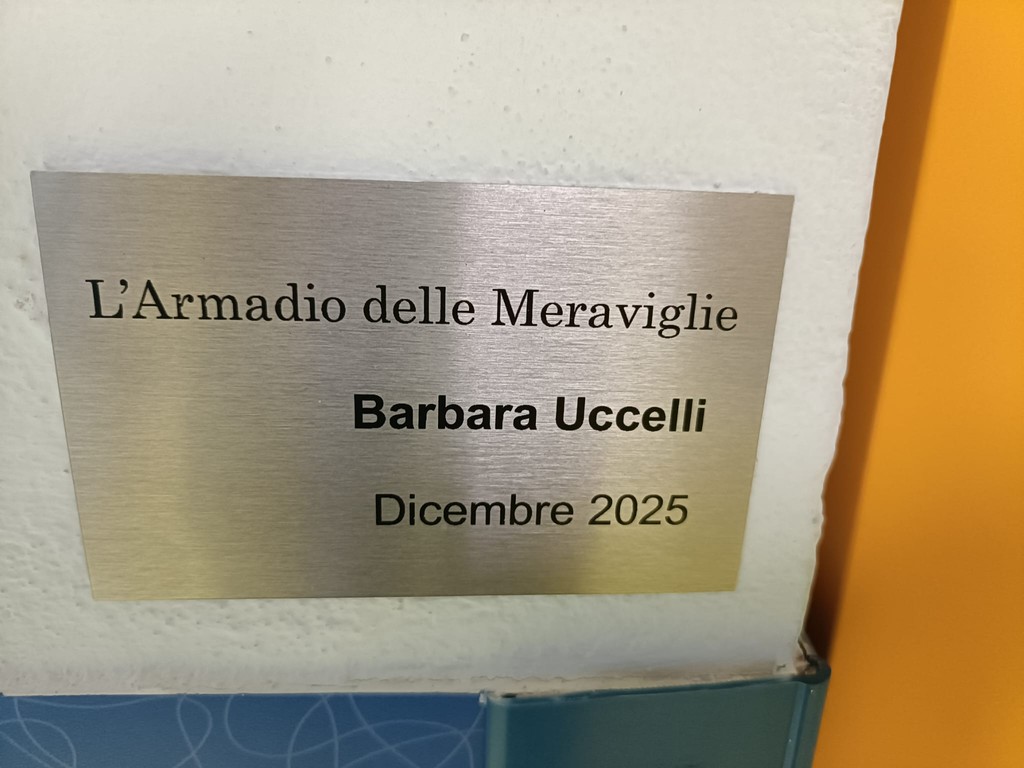 L'Armadio delle Meraviglie
Barbara Uccelli
Dicembre 2025